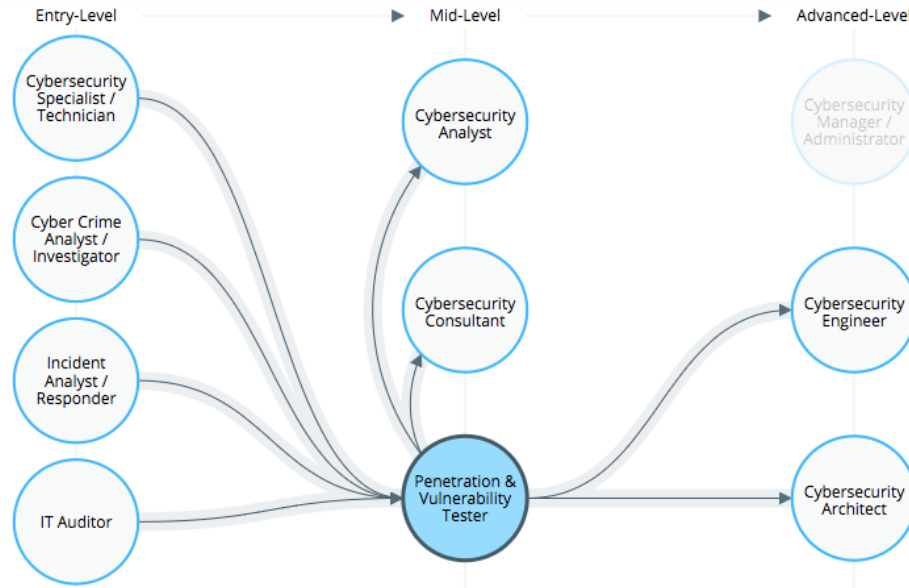 Entry-Level
Mid-Level
Advanced-Level
Cybersecurity
Specialist /
Technician
Cyber Crime
Analyst /
Investigator
Incident
Analyst /
Responder
IT Auditor
Cybersecurity
Analyst
Cybersecurity
Consultant
Penetration &
Vulnerability
Tester
Cybersecurity
Manager /
Administrator
Cybersecurity
Engineer
Cybersecurity
Architect